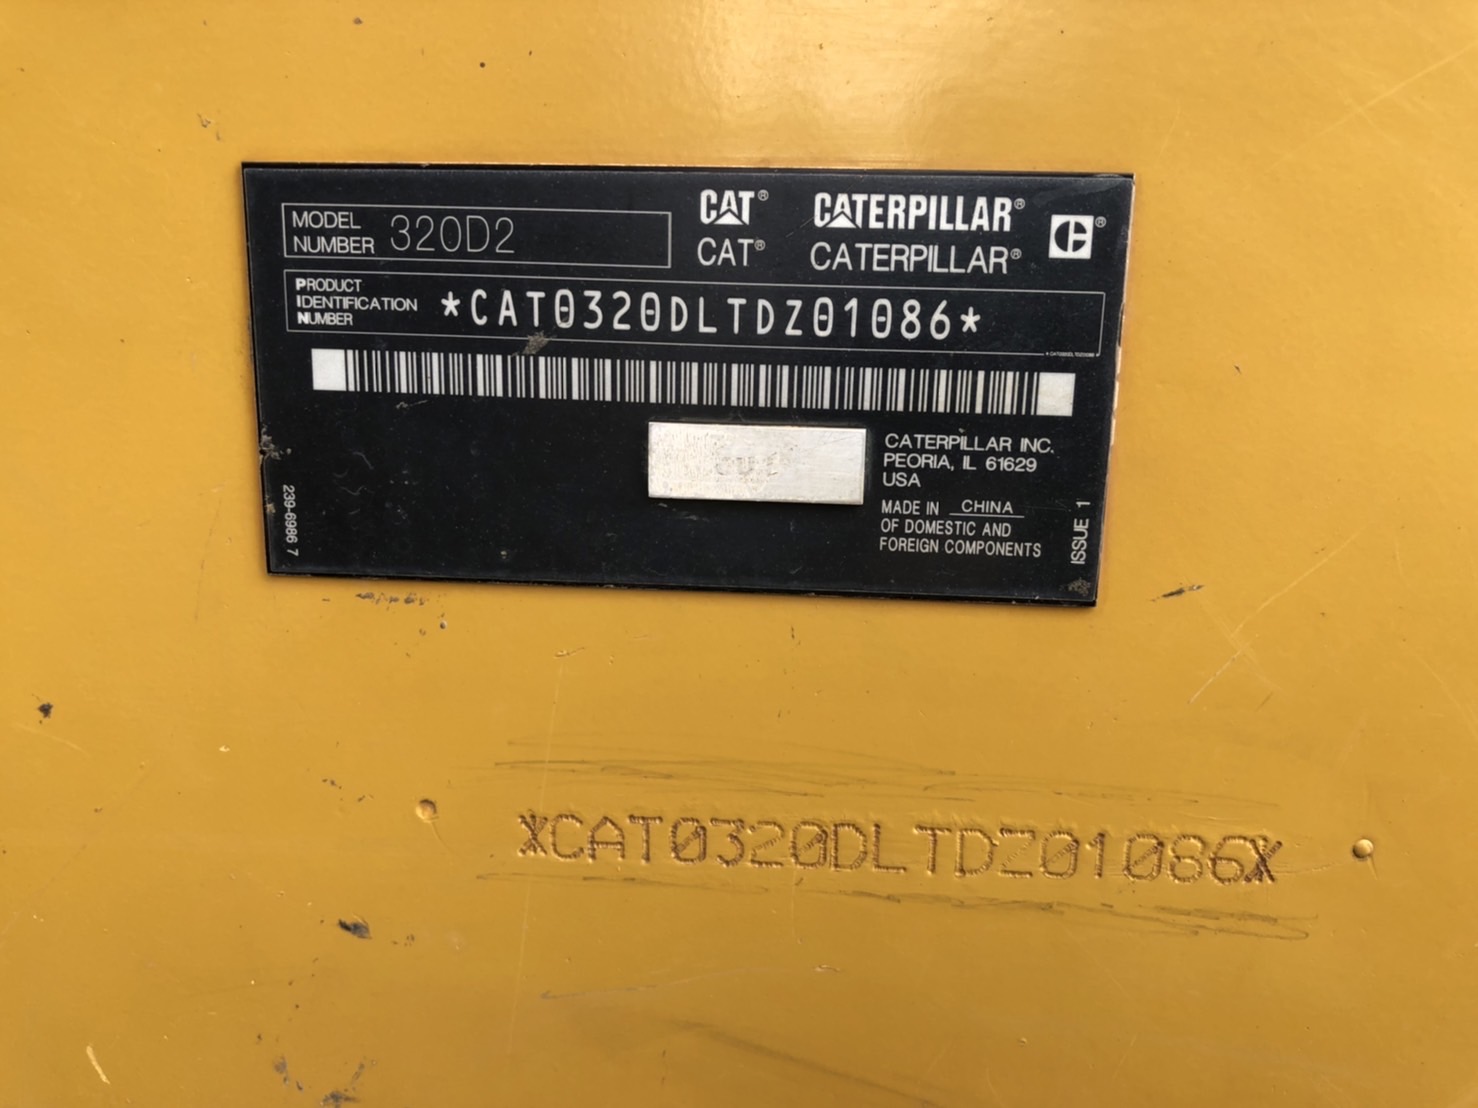 MODEL NUMBER 320D2
CAT® CATERPILLAR®
CAT® CATERPILLAR®
PRODUCT
IDENTIFICATION
NUMBER
*CAT0320DLTDZ01086*
CATERPILLAR INC.
PEORIA, IL 61629
USA
MADE IN CHINA
OF DOMESTIC AND
FOREIGN COMPONENTS
239-6986 7
ISSUE 1
*CAT0320DLTDZ01086*